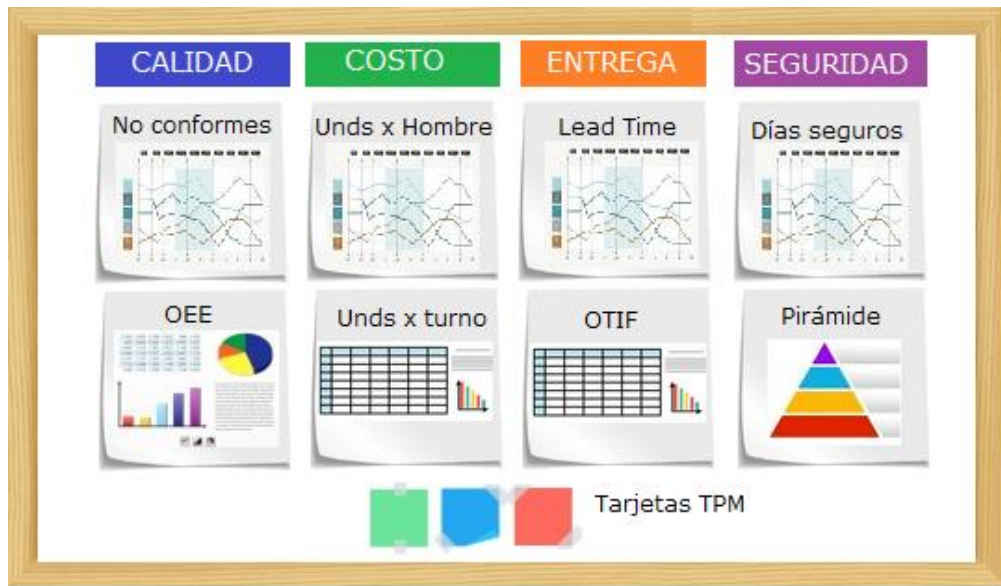 CALIDAD
COSTO
ENTREGA
SEGURIDAD
No conformes
Unds x Hombre
Lead Time
Días seguros
OEE
Unds x turno
OTIF
Pirámide
Tarjetas TPM